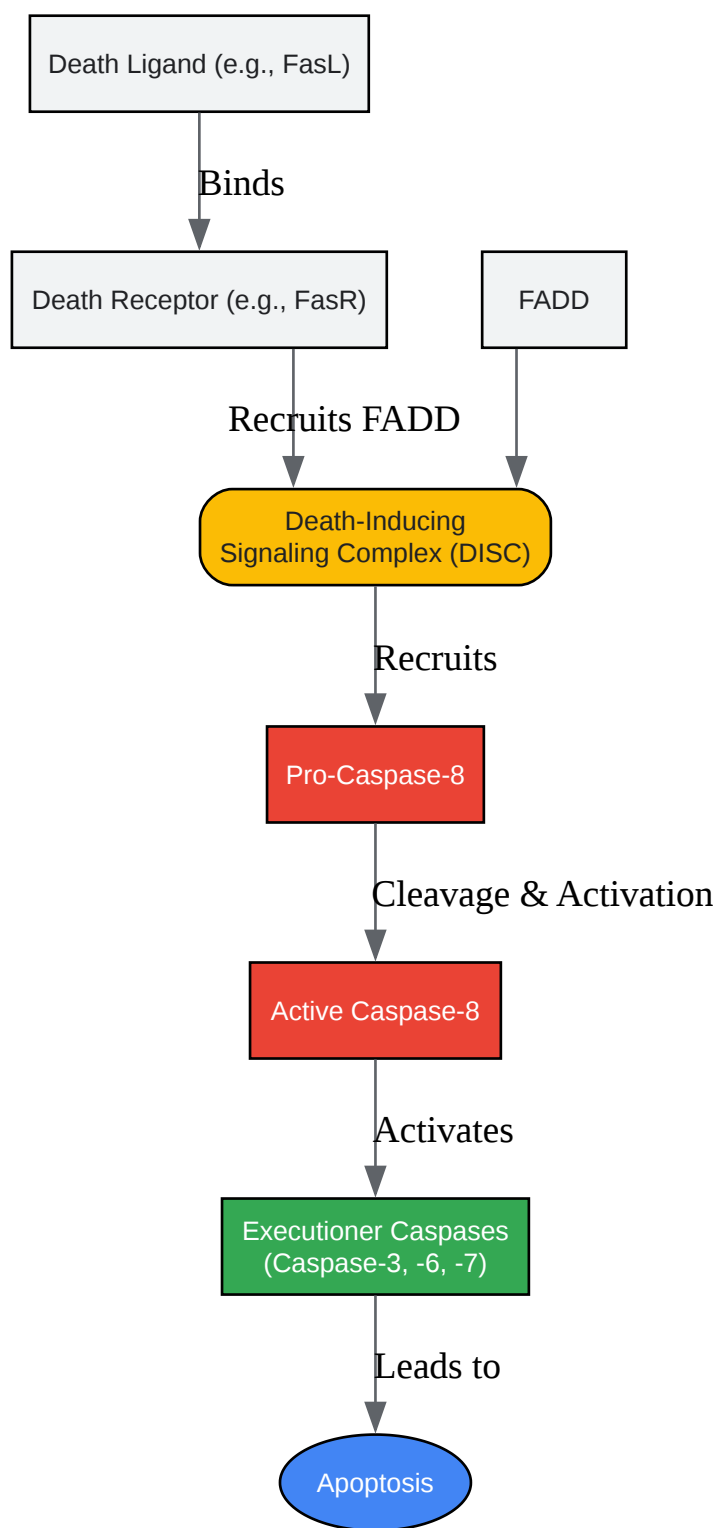 Death Ligand (e.g., FasL)
Binds
Death Receptor (e.g., FasR)
FADD
Recruits FADD
Death-Inducing
Signaling Complex (DISC)
Recruits
Pro-Caspase-8
Cleavage & Activation
Active Caspase-8
Activates
Executioner Caspases
(Caspase-3, -6, -7)
Leads to
Apoptosis